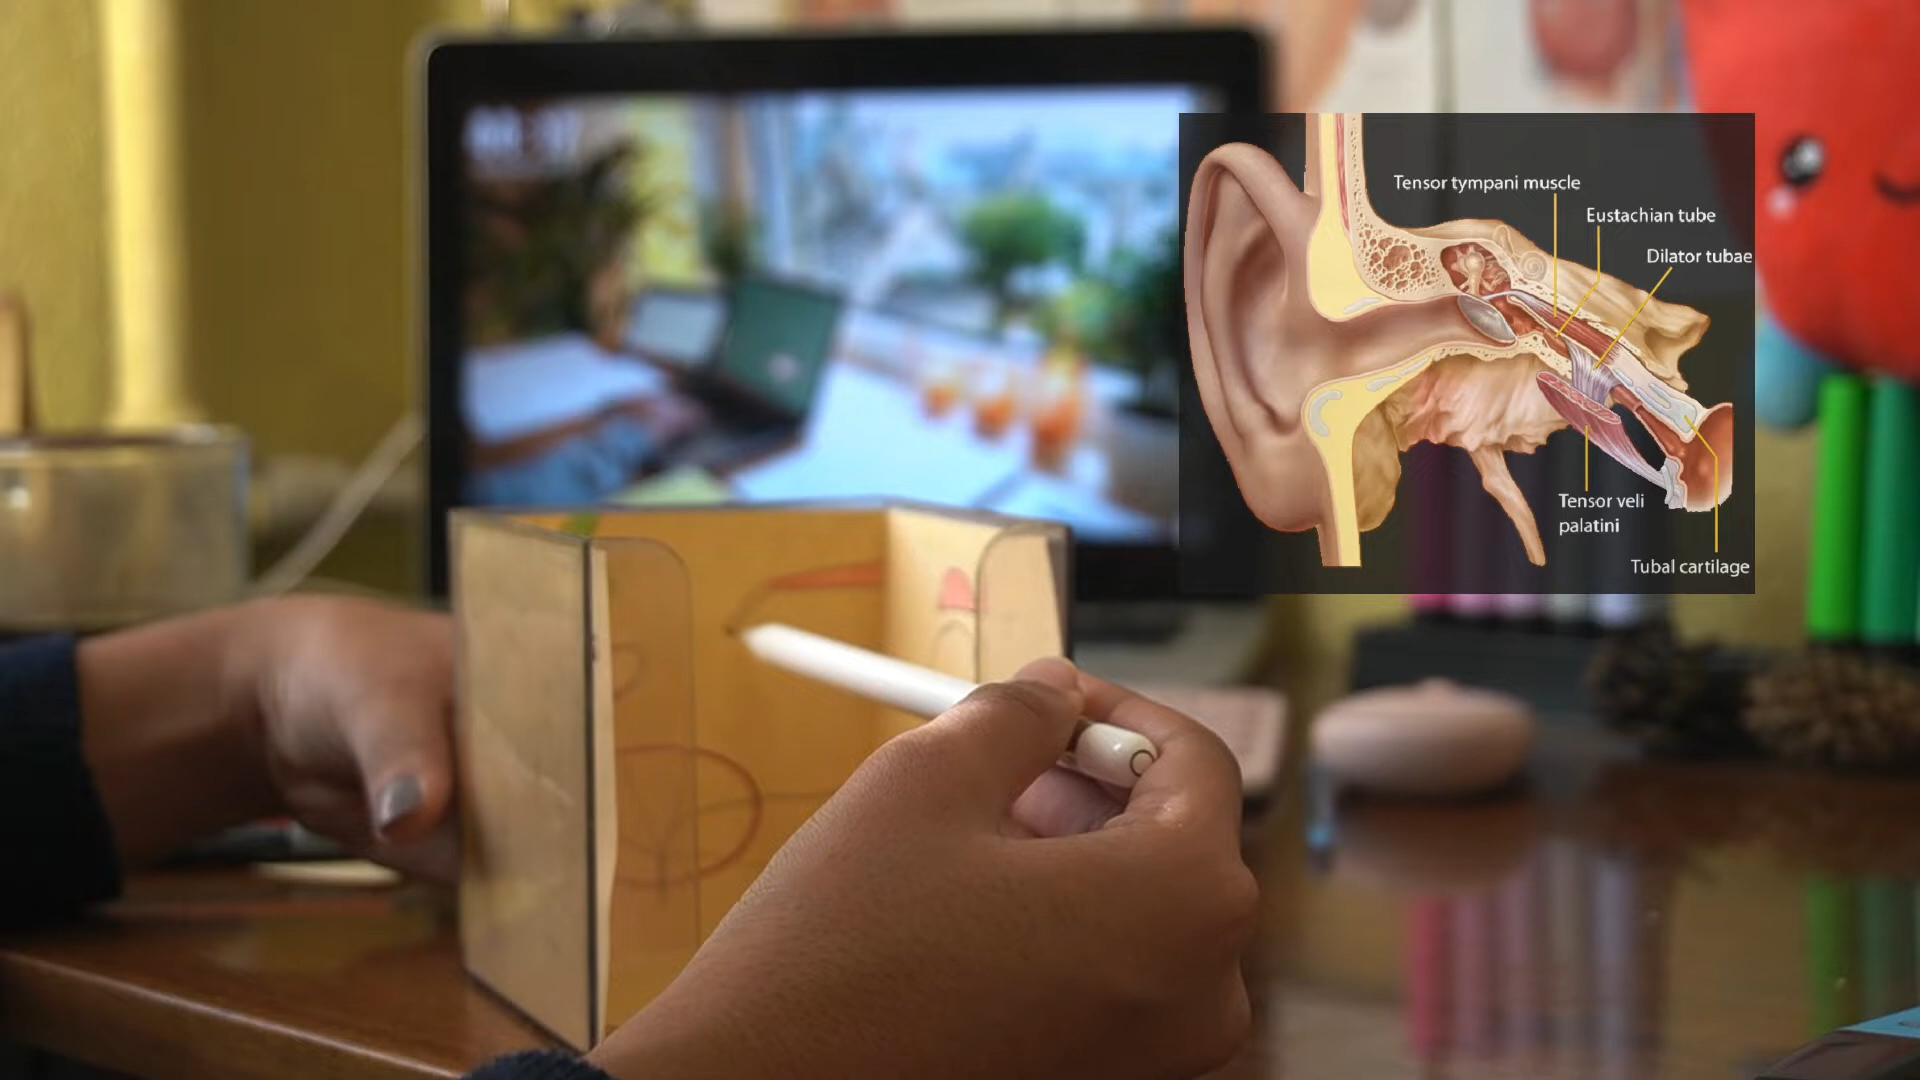 Tensor tympani muscle
Eustachian tube
Dilator tubae
Tensor veli
palatini
Tubal cartilage